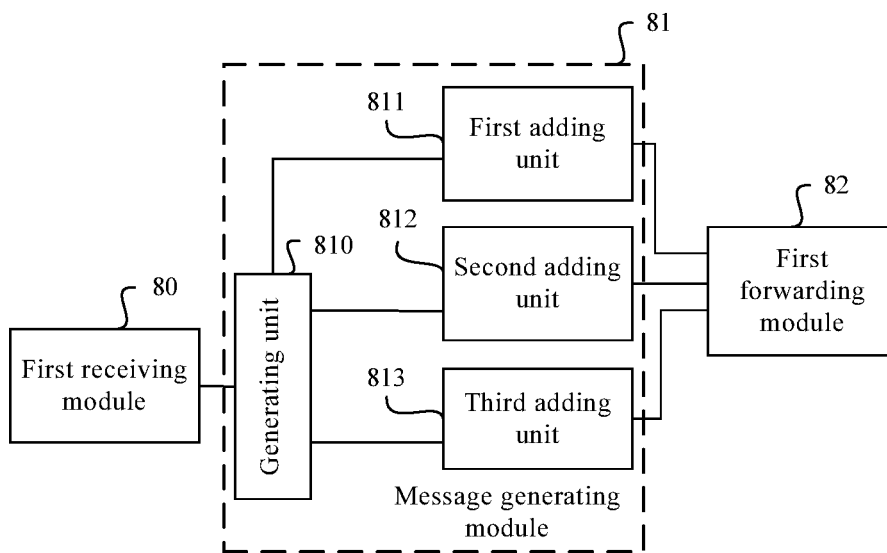 81
811
First adding
unit
82
First
forwarding
module
812
Second adding
unit
810
Generating unit
80
First receiving
module
813
Third adding
unit
Message generating
module